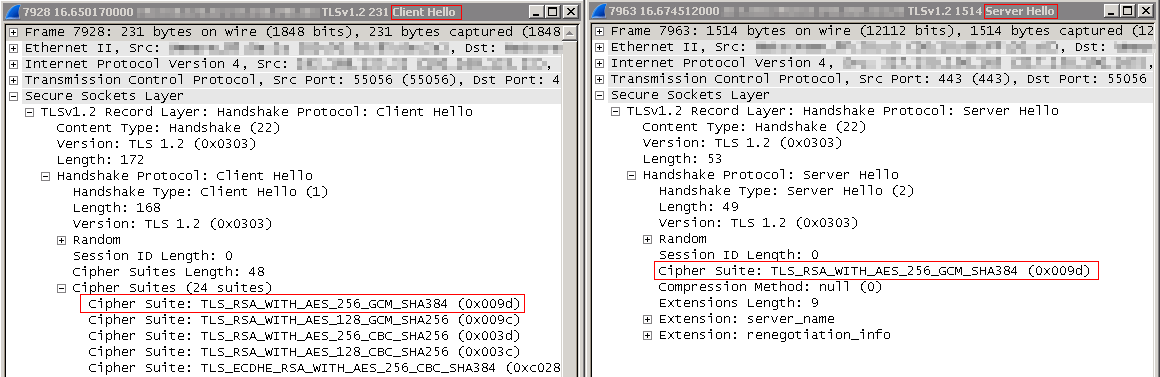 7928 16.650170000 TLSv1.2 231 Client Hello
Frame 7928: 231 bytes on wire (1848 bits), 231 bytes captured (1848
Ethernet II, Src: , Dst:
Internet Protocol Version 4, Src:
Transmission Control Protocol, Src Port: 55056 (55056), Dst Port: 4
Secure Sockets Layer
TLSv1.2 Record Layer: Handshake Protocol: Client Hello
Content Type: Handshake (22)
Version: TLS 1.2 (0x0303)
Length: 172
Handshake Protocol: Client Hello
Handshake Type: Client Hello (1)
Length: 168
Version: TLS 1.2 (0x0303)
Random
Session ID Length: 0
Cipher Suites Length: 48
Cipher Suites (24 suites)
Cipher Suite: TLS_RSA_WITH_AES_256_GCM_SHA384 (0x009d)
Cipher Suite: TLS_RSA_WITH_AES_128_GCM_SHA256 (0x009c)
Cipher Suite: TLS_RSA_WITH_AES_256_CBC_SHA256 (0x003d)
Cipher Suite: TLS_RSA_WITH_AES_128_CBC_SHA256 (0x003c)
Cipher Suite: TLS_ECDHE_RSA_WITH_AES_256_CBC_SHA384 (0xc028
7963 16.674512000 TLSv1.2 1514 Server Hello
Frame 7963: 1514 bytes on wire (12112 bits), 1514 bytes captured (12
Ethernet II, Src: , Dst:
Internet Protocol Version 4,
Transmission Control Protocol, Src Port: 443 (443), Dst Port: 55056
Secure Sockets Layer
TLSv1.2 Record Layer: Handshake Protocol: Server Hello
Content Type: Handshake (22)
Version: TLS 1.2 (0x0303)
Length: 53
Handshake Protocol: Server Hello
Handshake Type: Server Hello (2)
Length: 49
Version: TLS 1.2 (0x0303)
Random
Session ID Length: 0
Cipher Suite: TLS_RSA_WITH_AES_256_GCM_SHA384 (0x009d)
Compression Method: null (0)
Extensions Length: 9
Extension: server_name
Extension: renegotiation_info